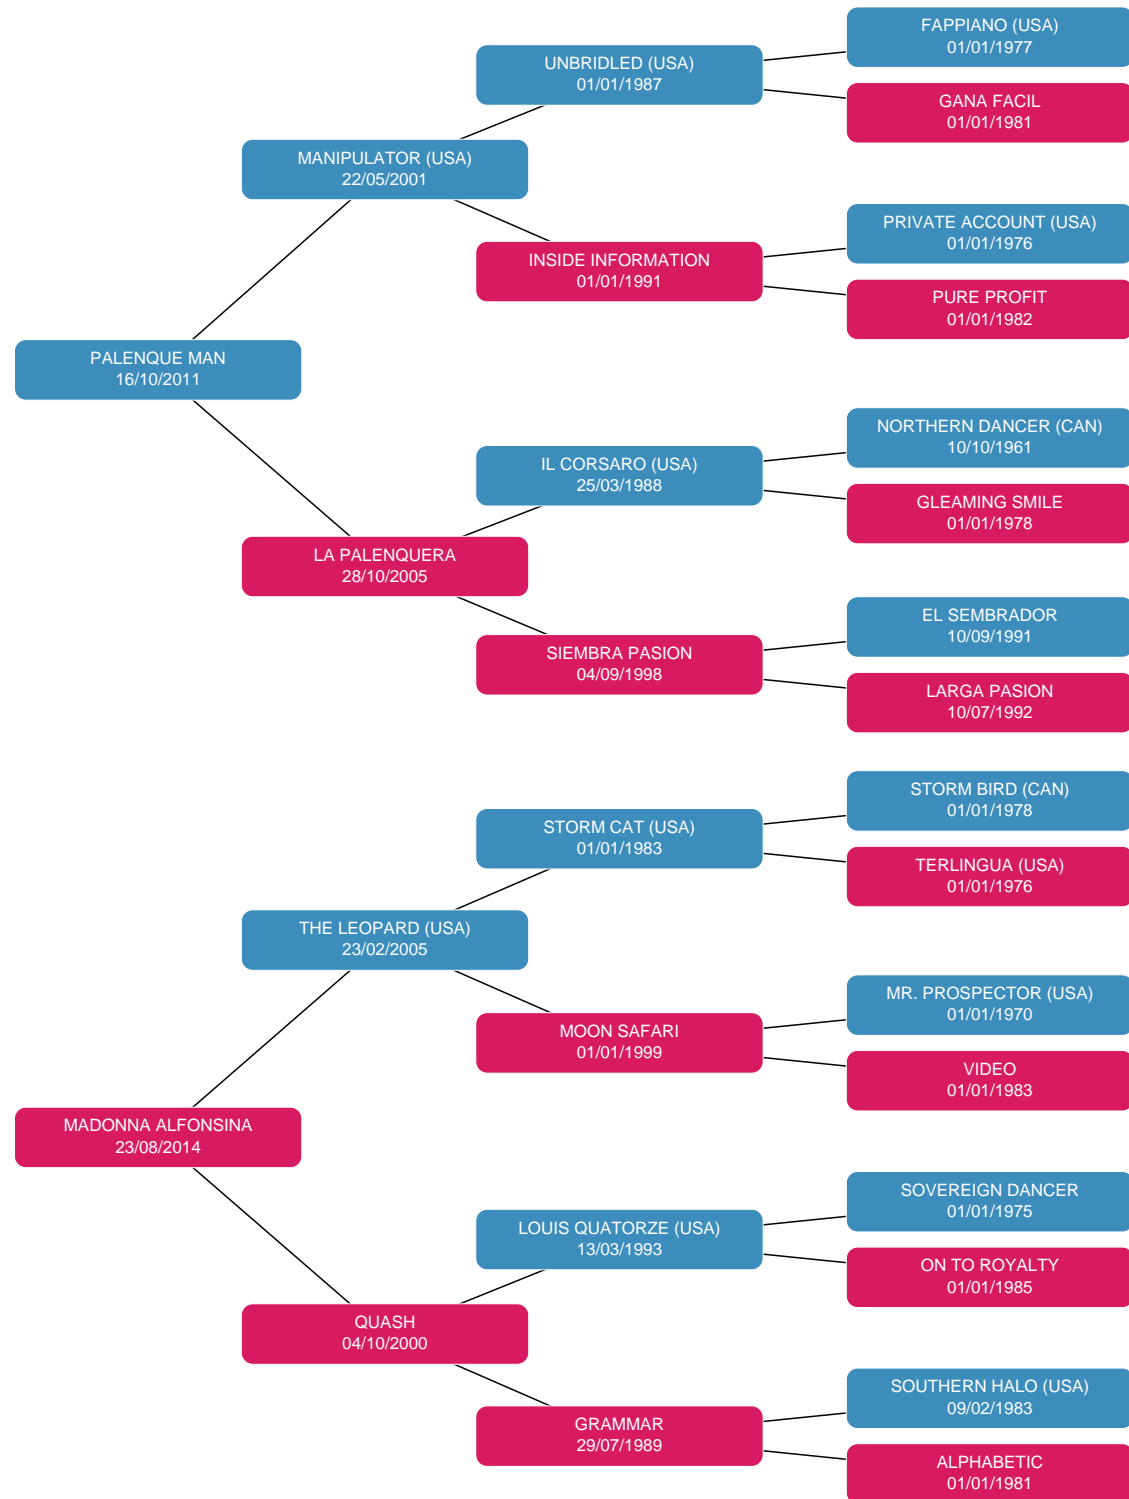 FAPPIANO (USA)
01/01/1977
UNBRIDLED (USA)
01/01/1987
GANA FACIL
01/01/1981
MANIPULATOR (USA)
22/05/2001
PRIVATE ACCOUNT (USA)
01/01/1976
INSIDE INFORMATION
01/01/1991
PURE PROFIT
01/01/1982
PALENQUE MAN
16/10/2011
NORTHERN DANCER (CAN)
10/10/1961
IL CORSARO (USA)
25/03/1988
GLEAMING SMILE
01/01/1978
LA PALENQUERA
28/10/2005
EL SEMBRADOR
10/09/1991
SIEMBRA PASION
04/09/1998
LARGA PASION
10/07/1992
STORM BIRD (CAN)
01/01/1978
STORM CAT (USA)
01/01/1983
TERLINGUA (USA)
01/01/1976
THE LEOPARD (USA)
23/02/2005
MR. PROSPECTOR (USA)
01/01/1970
MOON SAFARI
01/01/1999
VIDEO
01/01/1983
MADONNA ALFONSINA
23/08/2014
SOVEREIGN DANCER
01/01/1975
LOUIS QUATORZE (USA)
13/03/1993
ON TO ROYALTY
01/01/1985
QUASH
04/10/2000
SOUTHERN HALO (USA)
09/02/1983
GRAMMAR
29/07/1989
ALPHABETIC
01/01/1981